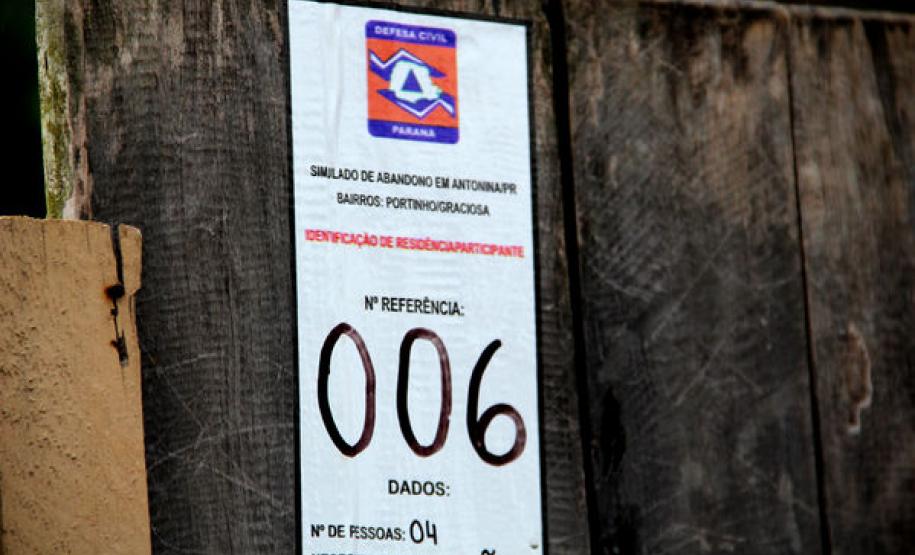 DEFESA CIVIL
PARANÁ
SIMULADO DE ABANDONO EM ANTONINA/PR
BAIRROS: PORTINHO/GRACIOSA
IDENTIFICAÇÃO DE RESIDÊNCIA PARTICIPANTE
Nº REFERÊNCIA:
006
DADOS:
Nº DE PESSOAS: 04